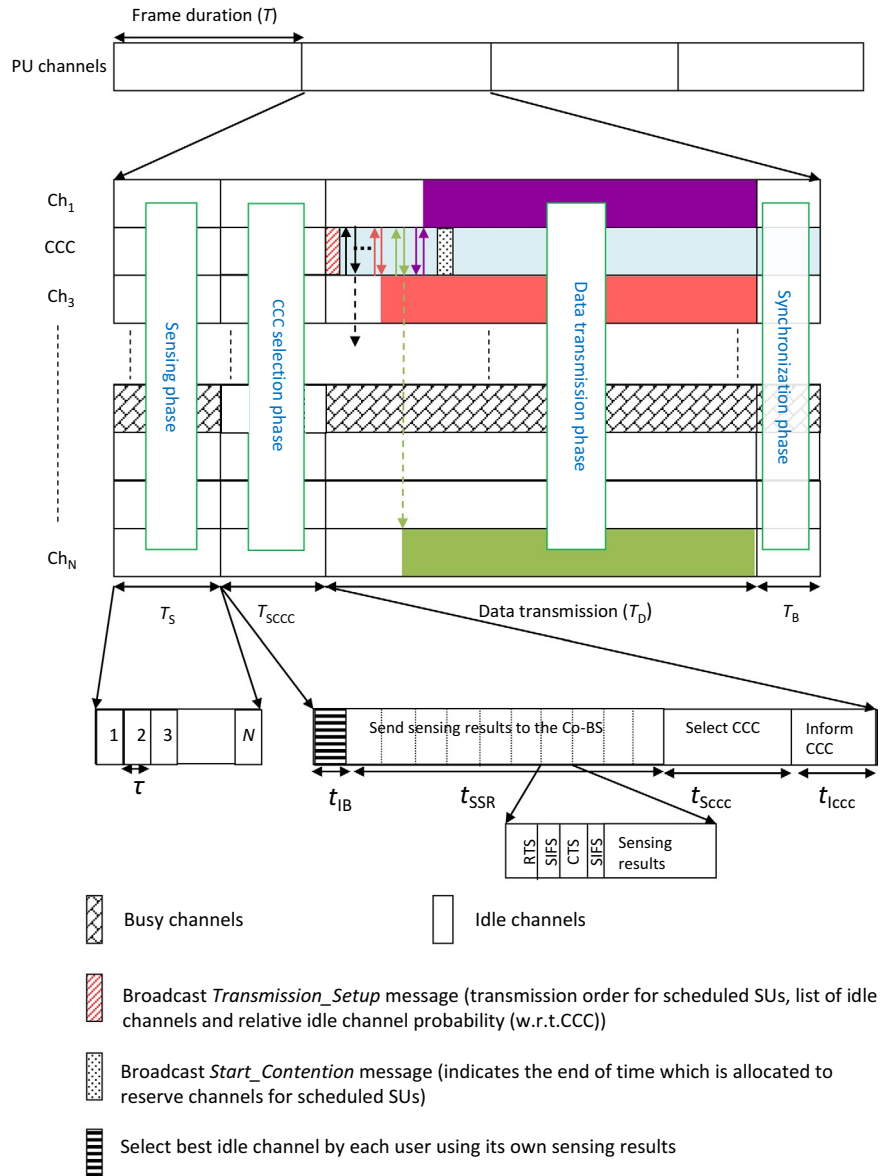 Frame duration (T)
PU channels
Ch1
CCC
Ch3
ChN
Sensing phase
CCC selection phase
Data transmission phase
Synchronization phase
...
TS
TSCCC
Data transmission (TD)
TB
1 2 3 N
τ
Send sensing results to the Co-BS
Select CCC
Inform
CCC
tIB
tSSR
tSccc
tIccc
RTS
SIFS
CTS
SIFS
Sensing
results
Busy channels
Idle channels
Broadcast Transmission_Setup message (transmission order for scheduled SUs, list of idle
channels and relative idle channel probability (w.r.t.CCC))
Broadcast Start_Contention message (indicates the end of time which is allocated to
reserve channels for scheduled SUs)
Select best idle channel by each user using its own sensing results